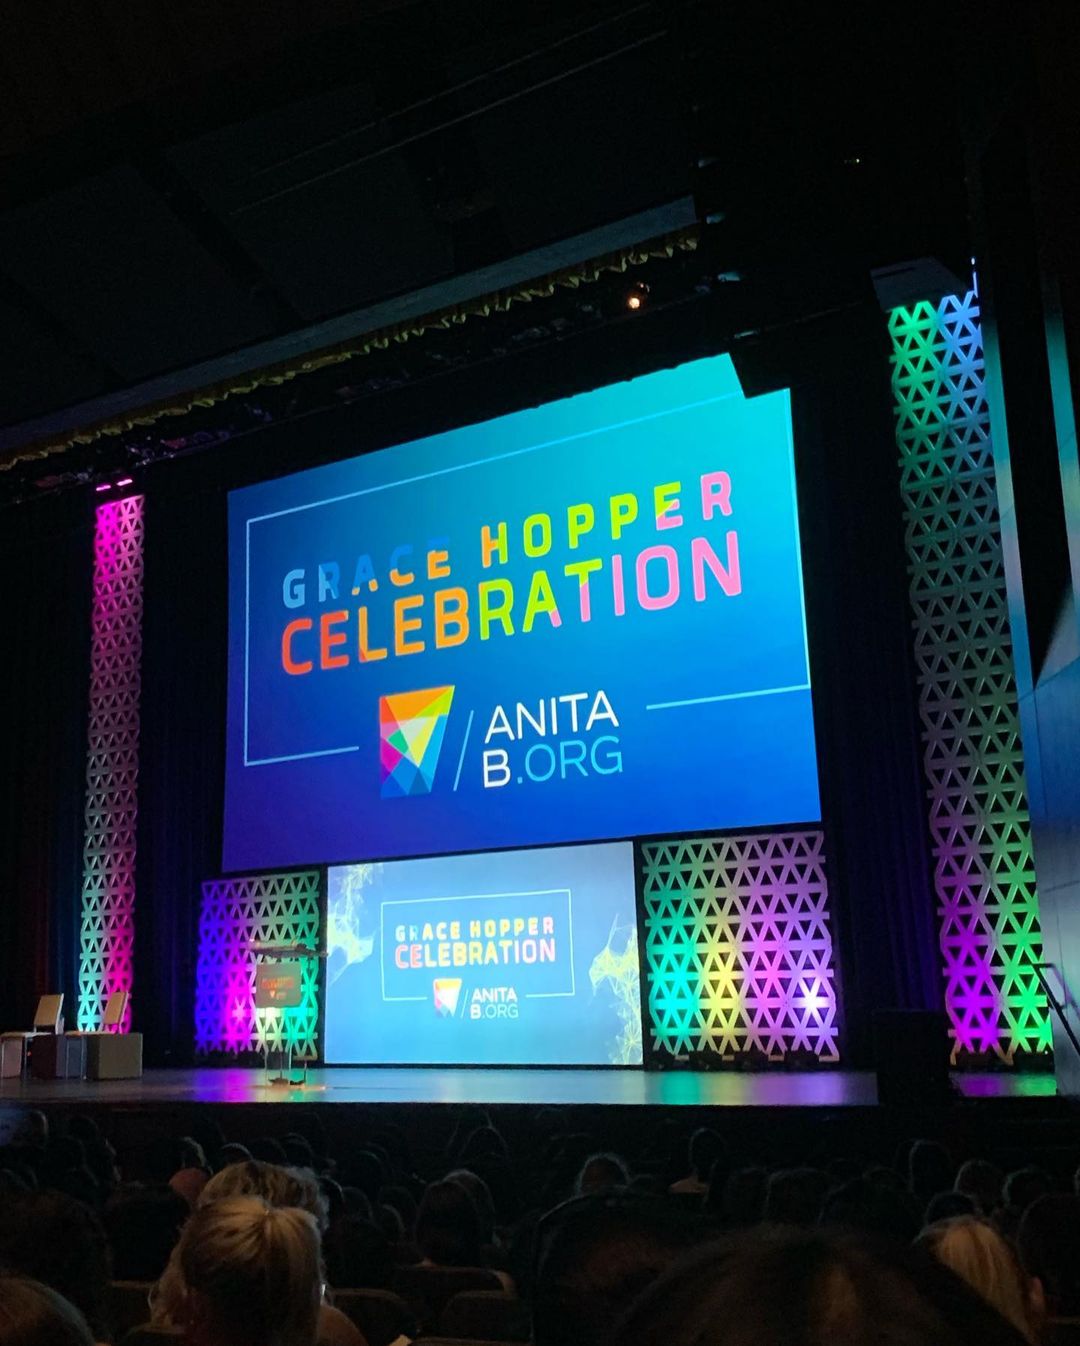 GRACE HOPPER
CELEBRATION
ANITA
B.ORG
GRACE HOPPER
CELEBRATION
ANITA
B.ORG